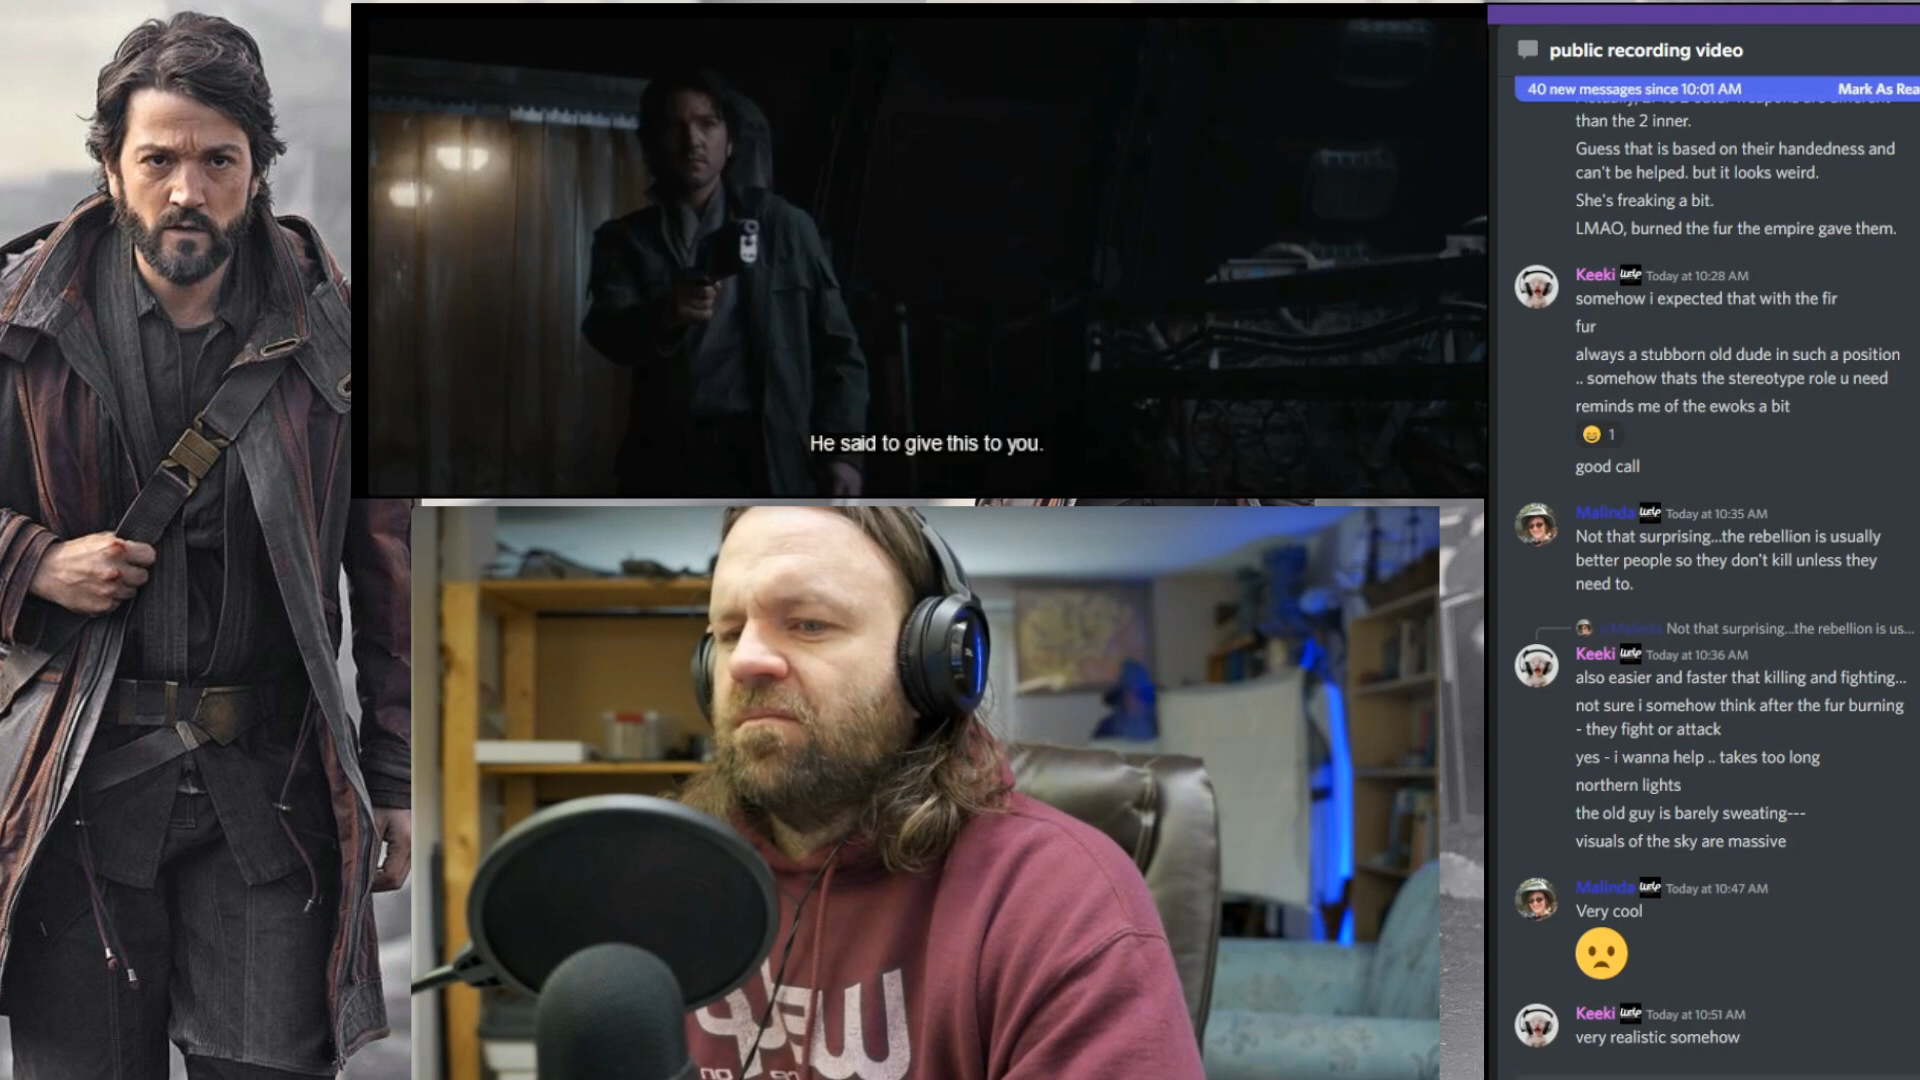 He said to give this to you.
public recording video
40 new messages since 10:01 AM Mark As Rea
than the 2 inner.
Guess that is based on their handedness and
can't be helped. but it looks weird.
She's freaking a bit.
LMAO, burned the fur the empire gave them.
Keeki welp Today at 10:28 AM
somehow i expected that with the fir
fur
always a stubborn old dude in such a position
.. somehow thats the stereotype role u need
reminds me of the ewoks a bit
1
good call
Malinda welp Today at 10:35 AM
Not that surprising...the rebellion is usually
better people so they don't kill unless they
need to.
Malinda Not that surprising...the rebellion is us...
Keeki welp Today at 10:36 AM
also easier and faster that killing and fighting...
not sure i somehow think after the fur burning
- they fight or attack
yes - i wanna help .. takes too long
northern lights
the old guy is barely sweating---
visuals of the sky are massive
Malinda welp Today at 10:47 AM
Very cool
Keeki welp Today at 10:51 AM
very realistic somehow
welp